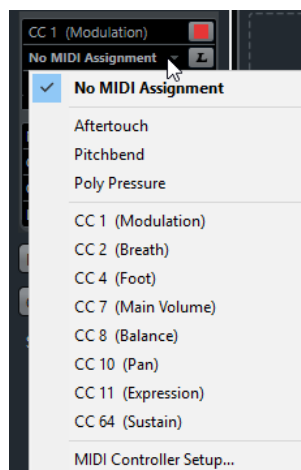 CC 1 (Modulation)
No MIDI Assignment L
No MIDI Assignment
Aftertouch
Pitchbend
Poly Pressure
CC 1 (Modulation)
CC 2 (Breath)
CC 4 (Foot)
CC 7 (Main Volume)
CC 8 (Balance)
CC 10 (Pan)
CC 11 (Expression)
CC 64 (Sustain)
MIDI Controller Setup...